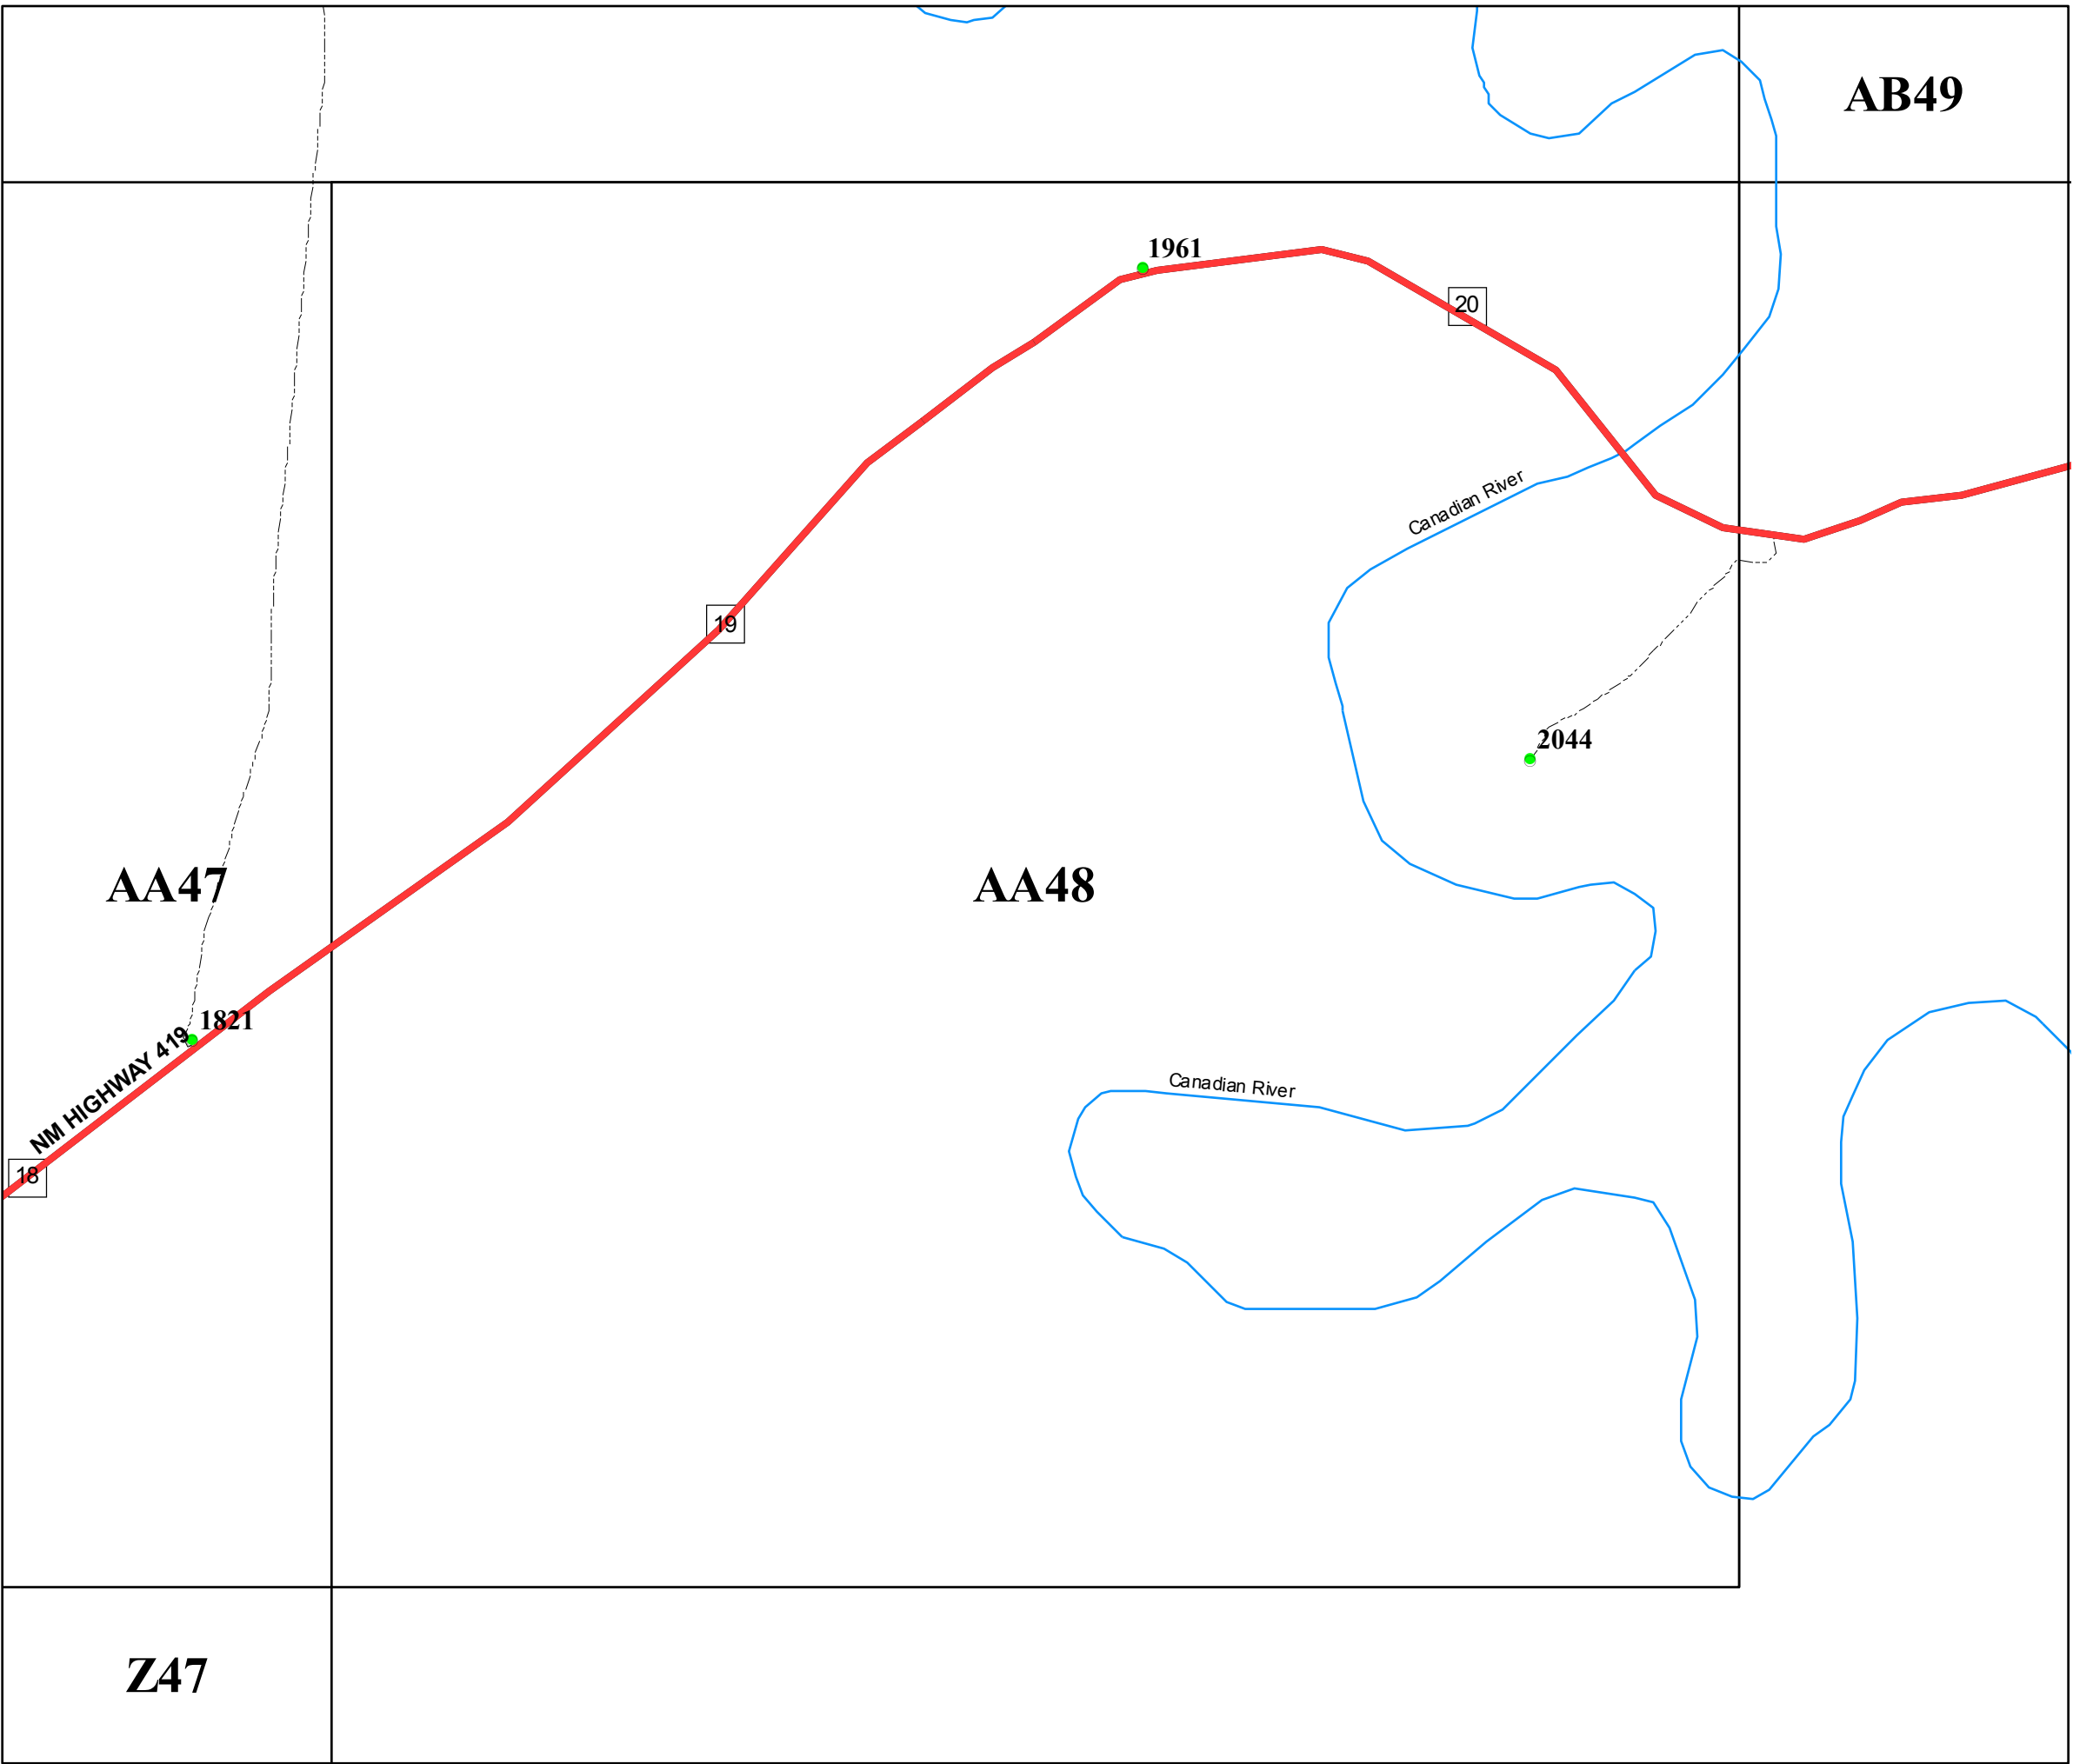 AB49
1961
20
Canadian River
19
2044
AA47
AA48
1821
NM HIGHWAY 419
Canadian River
18
Z47